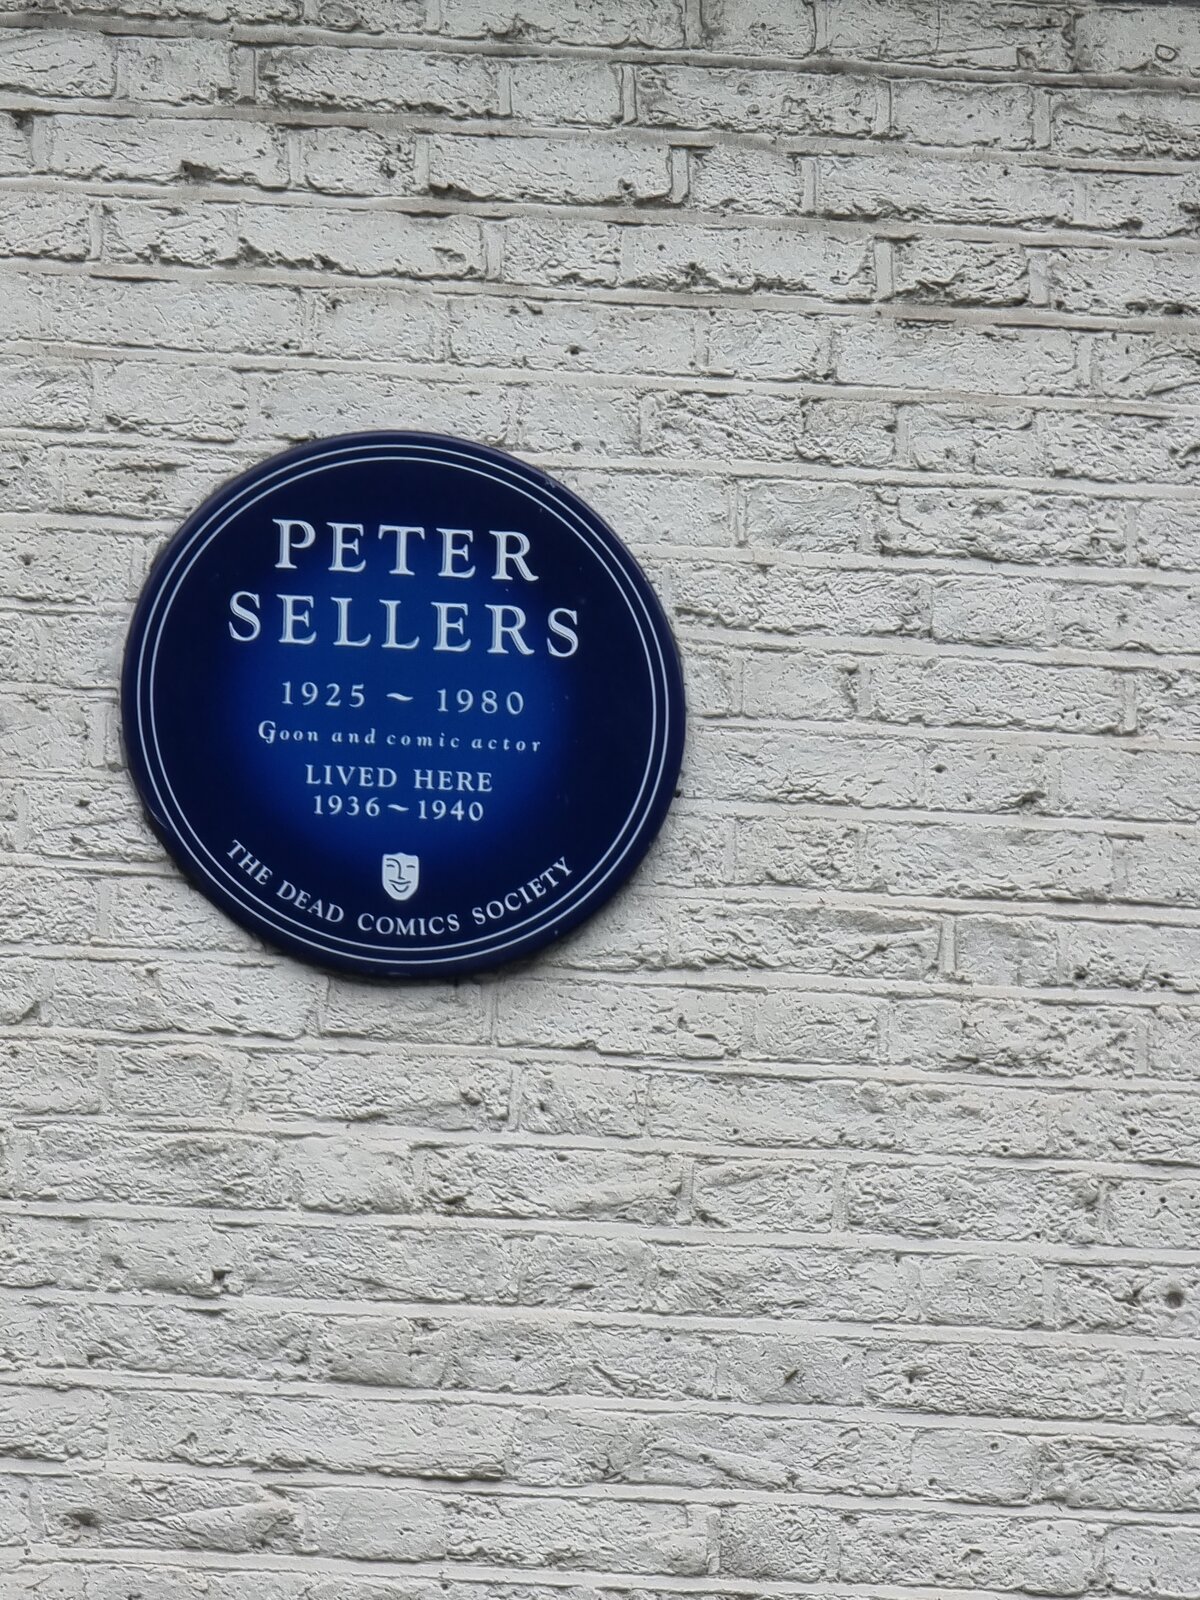 PETER
SELLERS
1925 ~ 1980
Goon and comic actor
LIVED HERE
1936 ~ 1940
THE DEAD COMICS SOCIETY